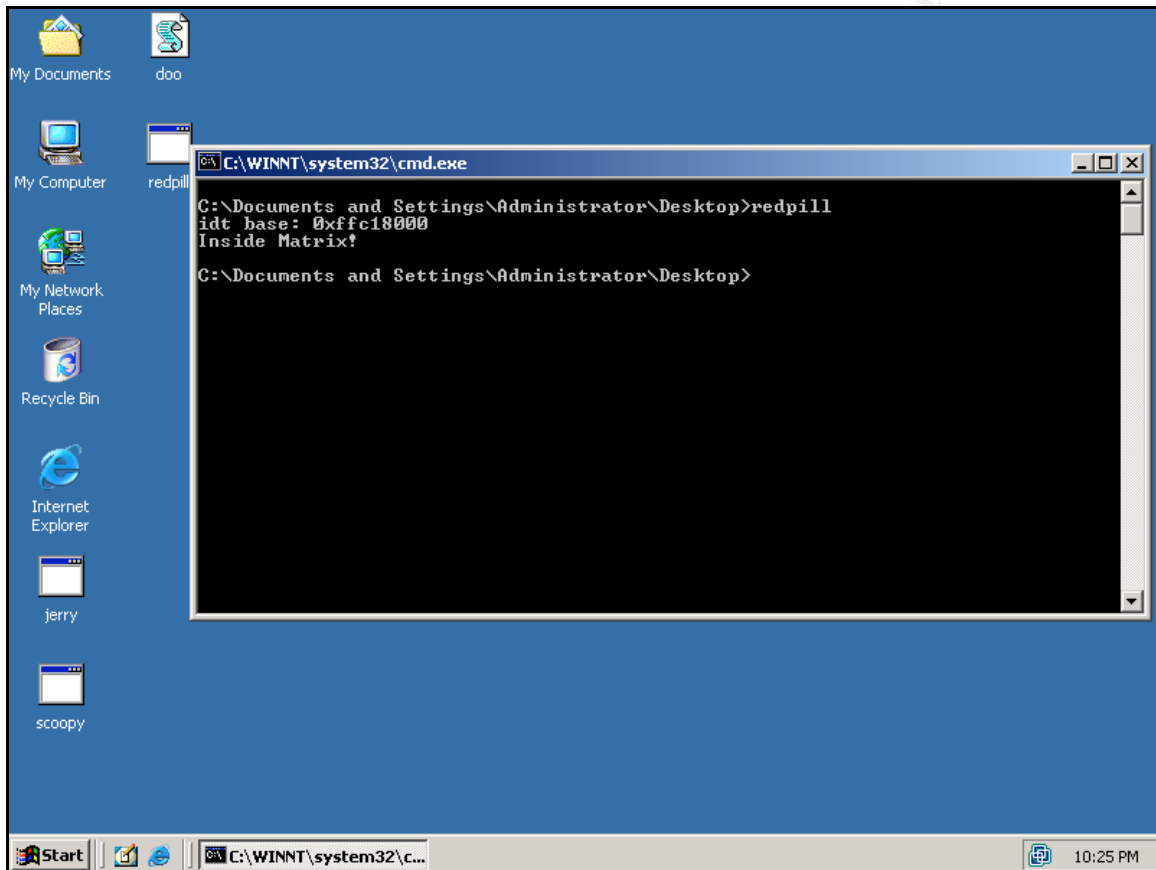 My Documents
doo
My Computer
redpill
My Network
Places
Recycle Bin
Internet
Explorer
jerry
scoopy
C:\WINNT\system32\cmd.exe
C:\Documents and Settings\Administrator\Desktop>redpill
idt base: 0xffc18000
Inside Matrix!
C:\Documents and Settings\Administrator\Desktop>
Start
C:\WINNT\system32\c...
10:25 PM